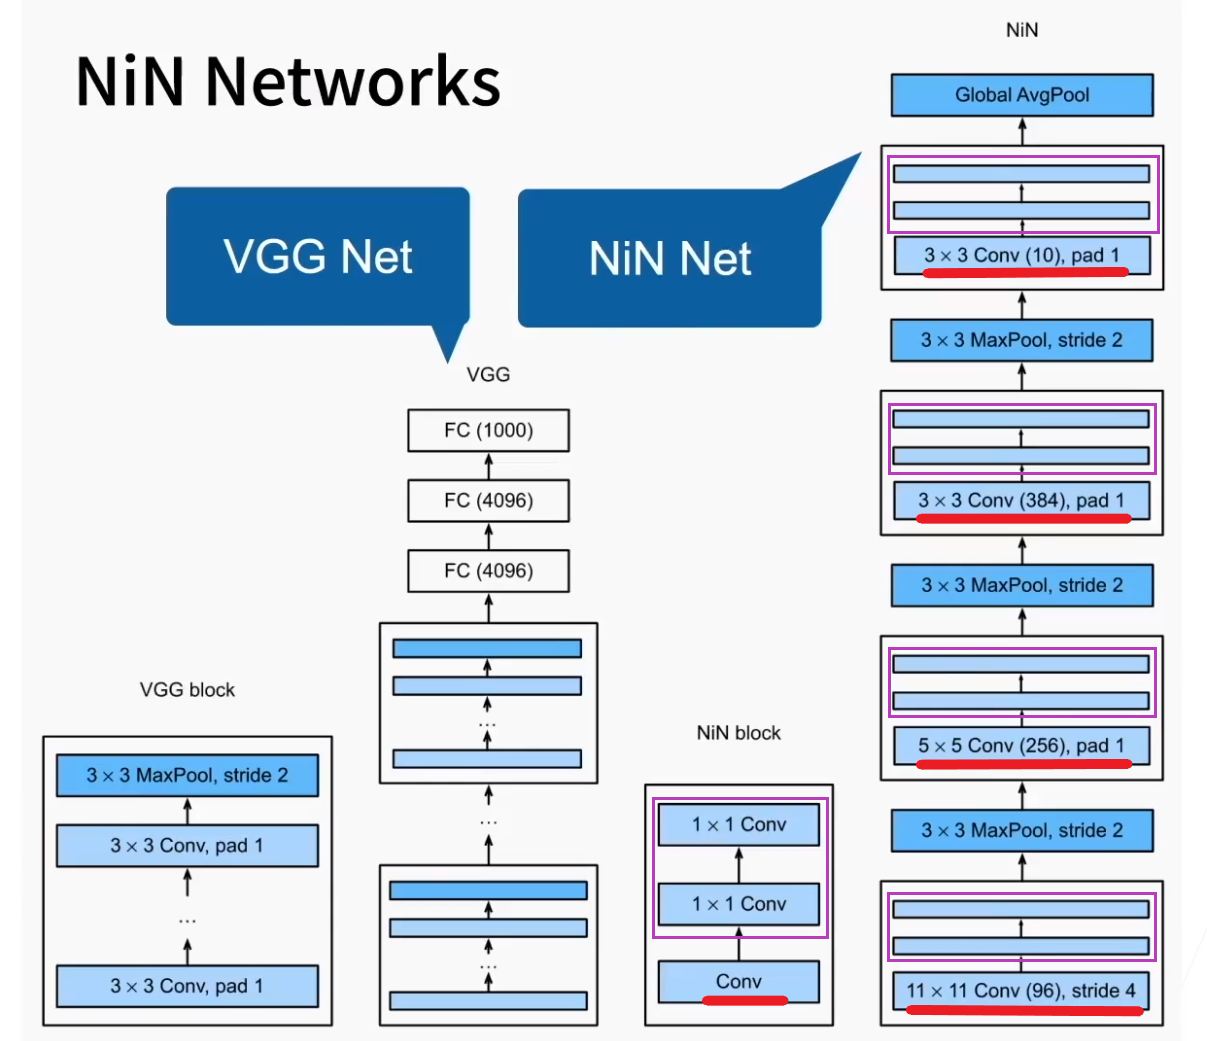 NiN Networks
VGG Net
NiN Net
VGG block
3 × 3 MaxPool, stride 2
3 × 3 Conv, pad 1
...
3 × 3 Conv, pad 1
VGG
FC (1000)
FC (4096)
FC (4096)
...
...
...
NiN block
1 × 1 Conv
1 × 1 Conv
Conv
NiN
Global AvgPool
3 × 3 Conv (10), pad 1
3 × 3 MaxPool, stride 2
3 × 3 Conv (384), pad 1
3 × 3 MaxPool, stride 2
5 × 5 Conv (256), pad 1
3 × 3 MaxPool, stride 2
11 × 11 Conv (96), stride 4